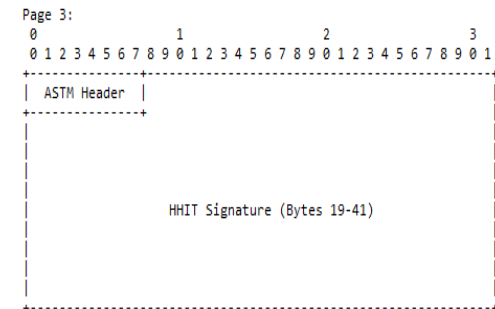 Page 3:
0 1 2 3
0 1 2 3 4 5 6 7 8 9 0 1 2 3 4 5 6 7 8 9 0 1 2 3 4 5 6 7 8 9 0 1
ASTM Header
HHIT Signature (Bytes 19-41)